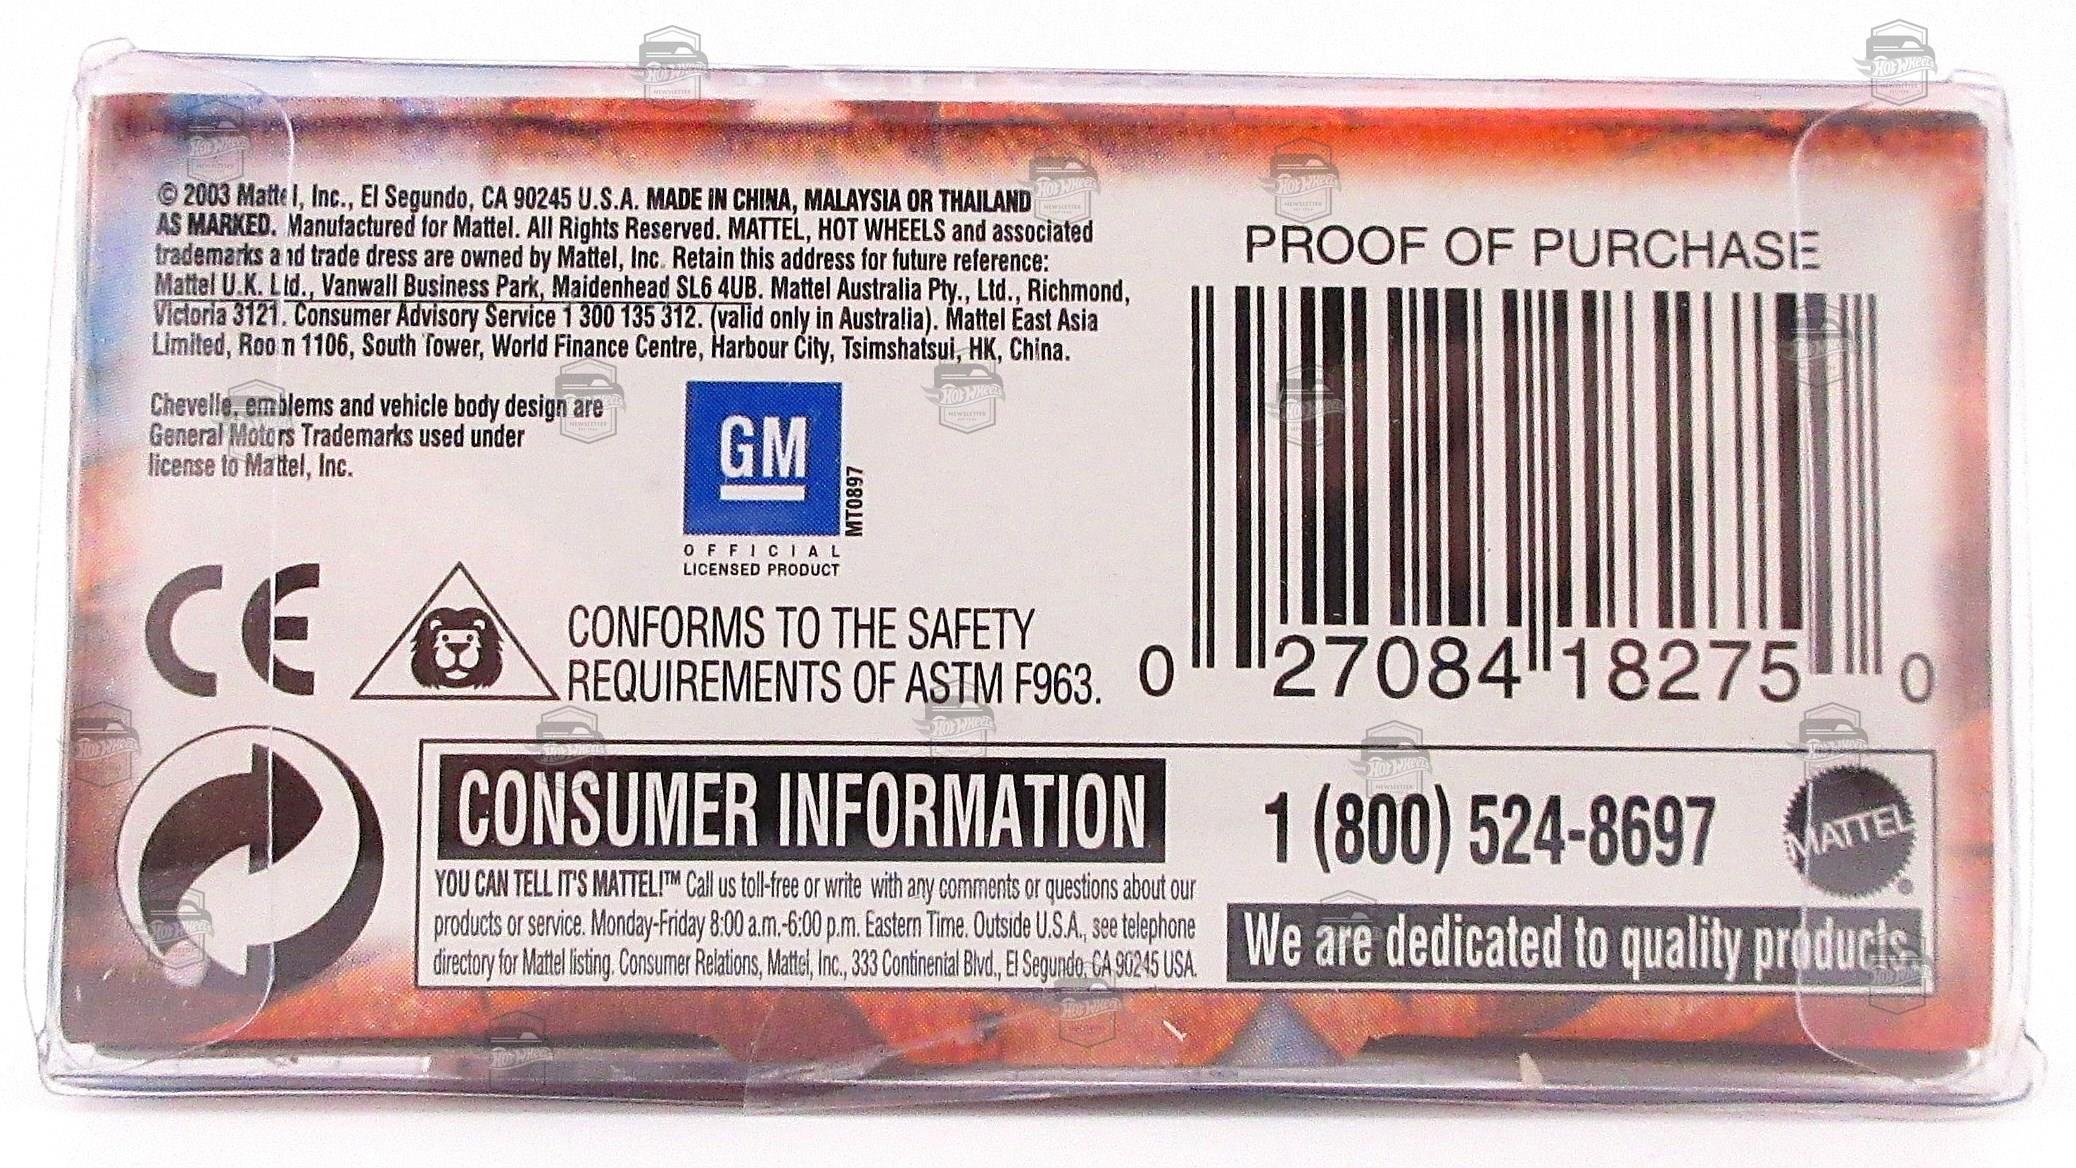 © 2003 Mattel, Inc., El Segundo, CA 90245 U.S.A. MADE IN CHINA, MALAYSIA OR THAILAND
AS MARKED. Manufactured for Mattel. All Rights Reserved. MATTEL, HOT WHEELS and associated
trademarks and trade dress are owned by Mattel, Inc. Retain this address for future reference:
Mattel U.K. Ltd., Vanwall Business Park, Maidenhead SL6 4UB. Mattel Australia Pty., Ltd., Richmond,
Victoria 3121. Consumer Advisory Service 1 300 135 312. (valid only in Australia). Mattel East Asia
Limited, Room 1106, South Tower, World Finance Centre, Harbour City, Tsimshatsui, HK, China.
Chevelle, emblems and vehicle body design are
General Motors Trademarks used under
license to Mattel, Inc.
GM
MT0897
OFFICIAL
LICENSED PRODUCT
CE
CONFORMS TO THE SAFETY
REQUIREMENTS OF ASTM F963.
PROOF OF PURCHASE
0 27084 18275 0
CONSUMER INFORMATION
YOU CAN TELL IT'S MATTEL!™ Call us toll-free or write with any comments or questions about our
products or service. Monday-Friday 8:00 a.m.-6:00 p.m. Eastern Time. Outside U.S.A., see telephone
directory for Mattel listing. Consumer Relations, Mattel, Inc., 333 Continental Blvd., El Segundo, CA 90245 USA.
1 (800) 524-8697
MATTEL®
We are dedicated to quality products.
Hot Wheels
NEWSLETTER